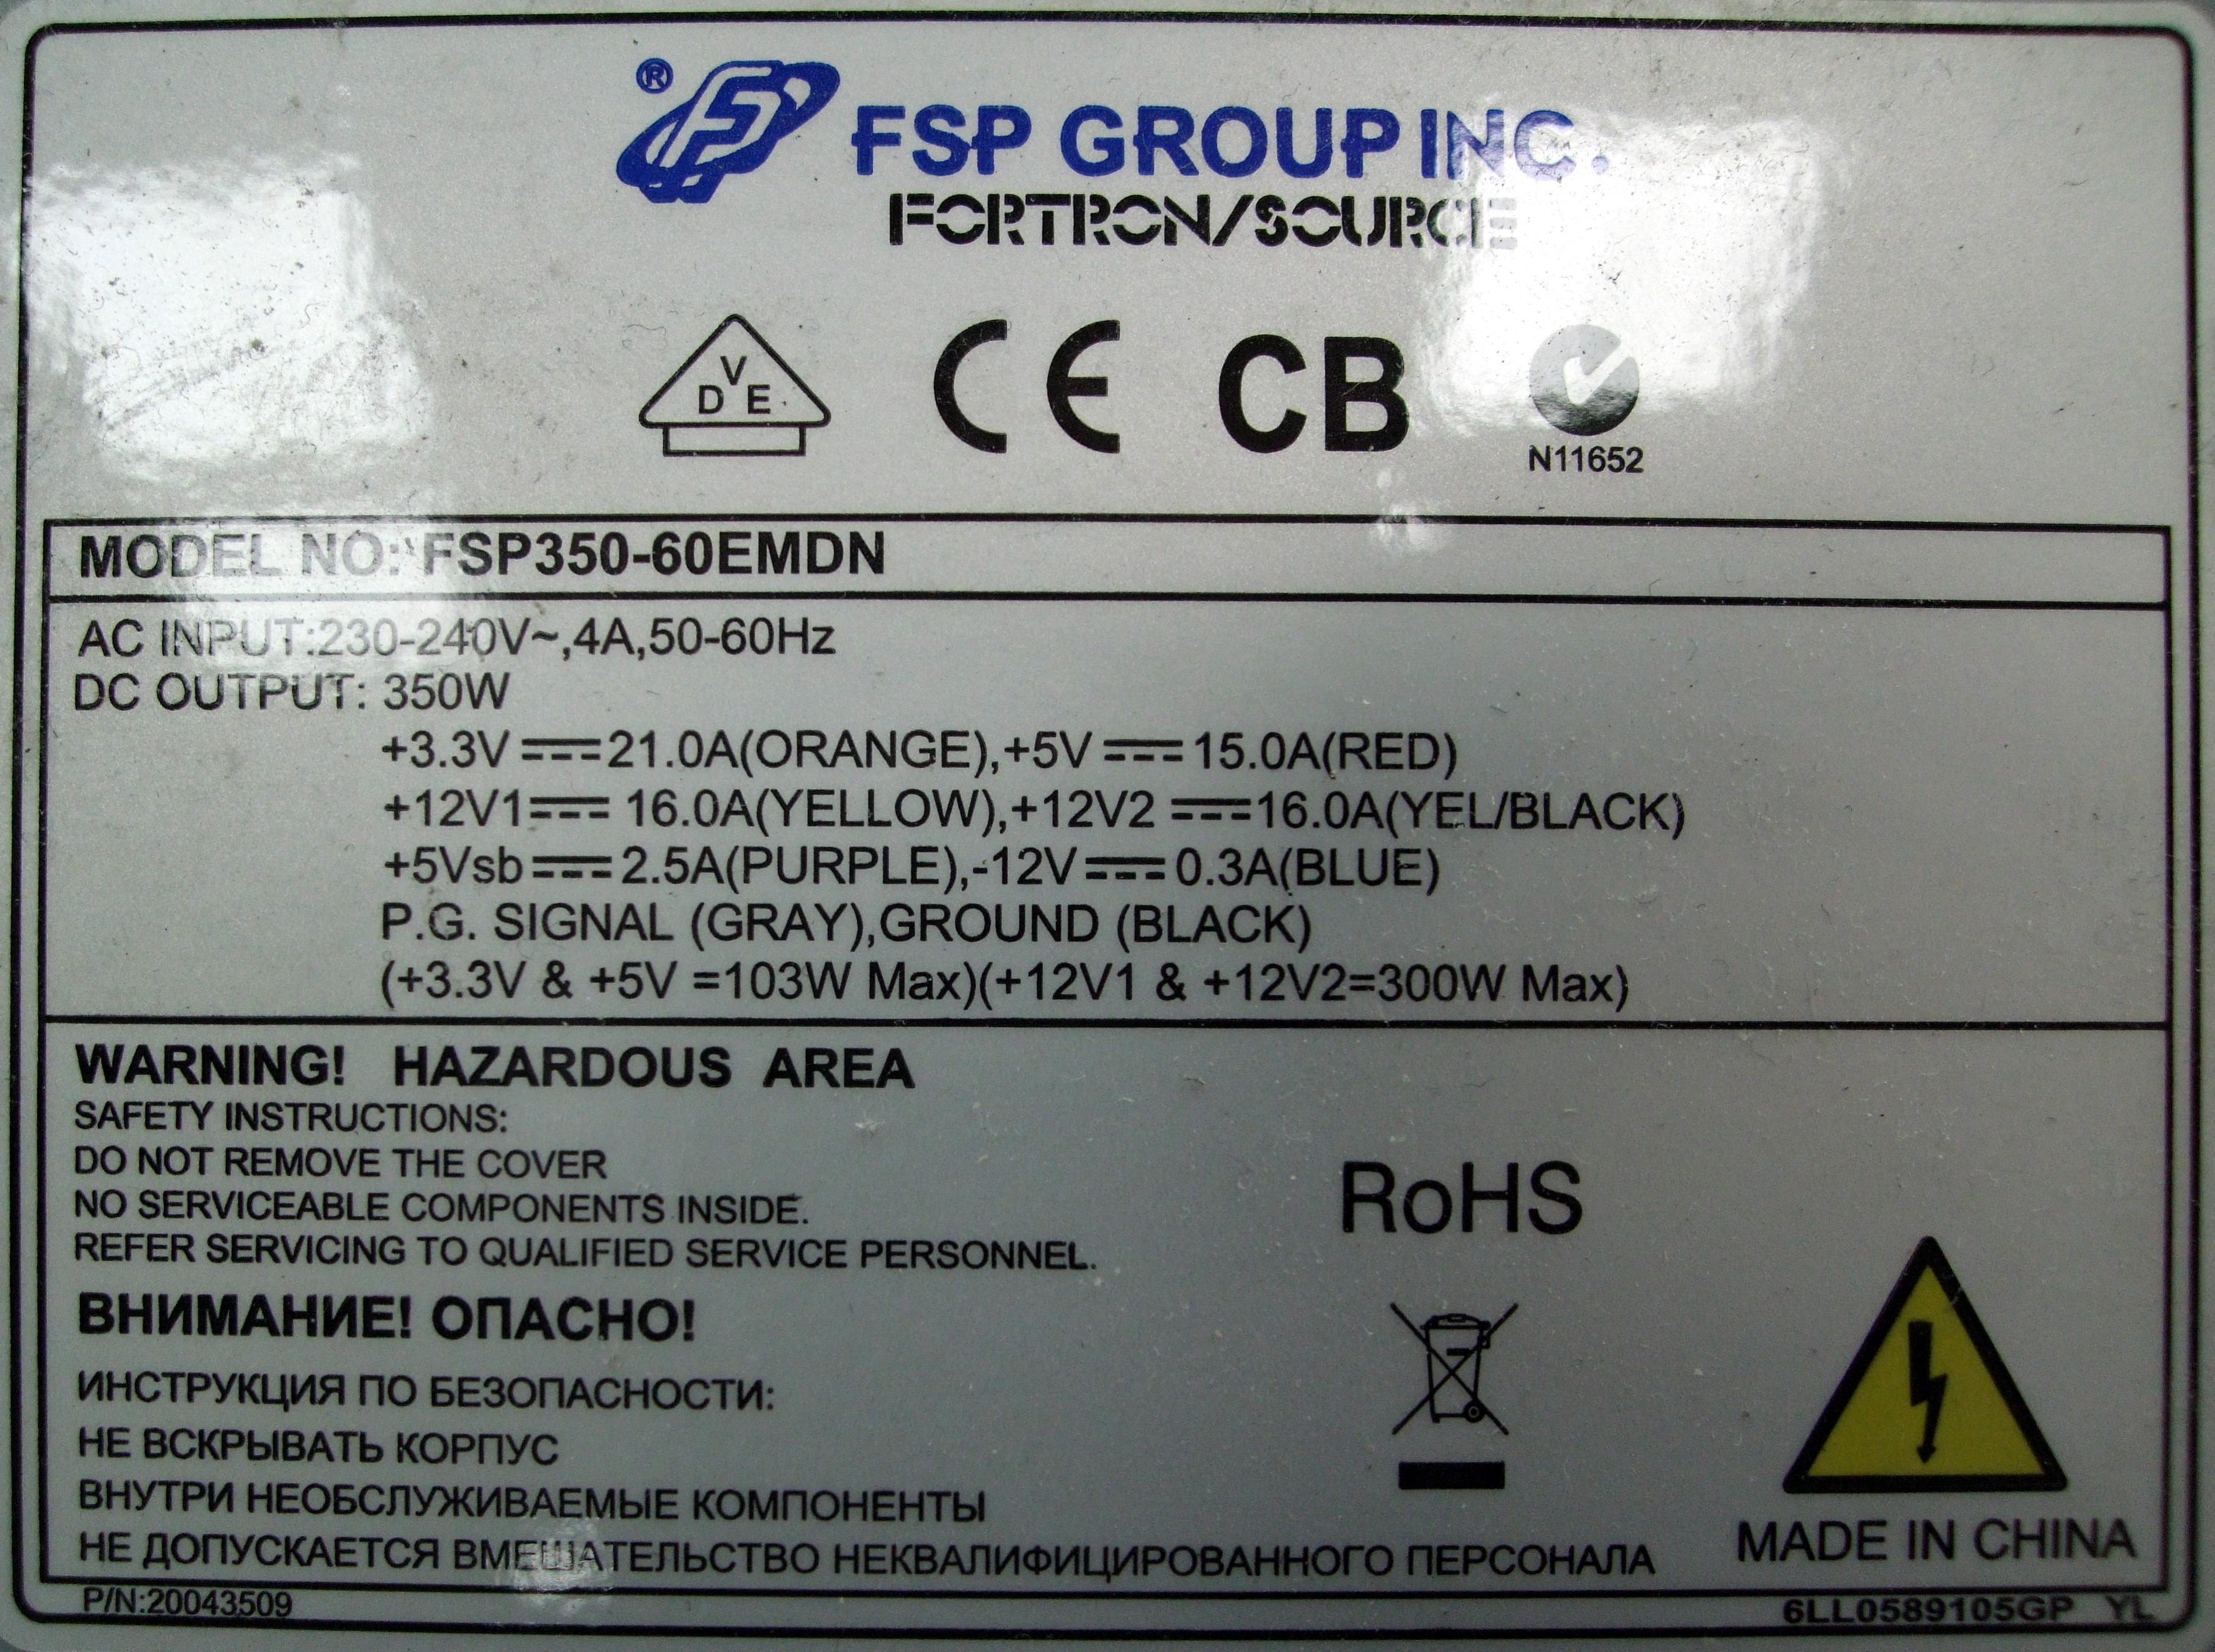 ® FSP GROUP INC.
FORTRON/SOURCE
VDE CE CB
N11652
MODEL NO: FSP350-60EMDN
AC INPUT:230-240V~,4A,50-60Hz
DC OUTPUT: 350W
+3.3V⎓21.0A(ORANGE),+5V⎓15.0A(RED)
+12V1⎓16.0A(YELLOW),+12V2⎓16.0A(YEL/BLACK)
+5Vsb⎓2.5A(PURPLE),-12V⎓0.3A(BLUE)
P.G. SIGNAL (GRAY),GROUND (BLACK)
(+3.3V & +5V =103W Max)(+12V1 & +12V2=300W Max)
WARNING! HAZARDOUS AREA
SAFETY INSTRUCTIONS:
DO NOT REMOVE THE COVER
NO SERVICEABLE COMPONENTS INSIDE.
REFER SERVICING TO QUALIFIED SERVICE PERSONNEL.
RoHS
ВНИМАНИЕ! ОПАСНО!
ИНСТРУКЦИЯ ПО БЕЗОПАСНОСТИ:
НЕ ВСКРЫВАТЬ КОРПУС
ВНУТРИ НЕОБСЛУЖИВАЕМЫЕ КОМПОНЕНТЫ
НЕ ДОПУСКАЕТСЯ ВМЕШАТЕЛЬСТВО НЕКВАЛИФИЦИРОВАННОГО ПЕРСОНАЛА
MADE IN CHINA
P/N:20043509
6LL0589105GP YL